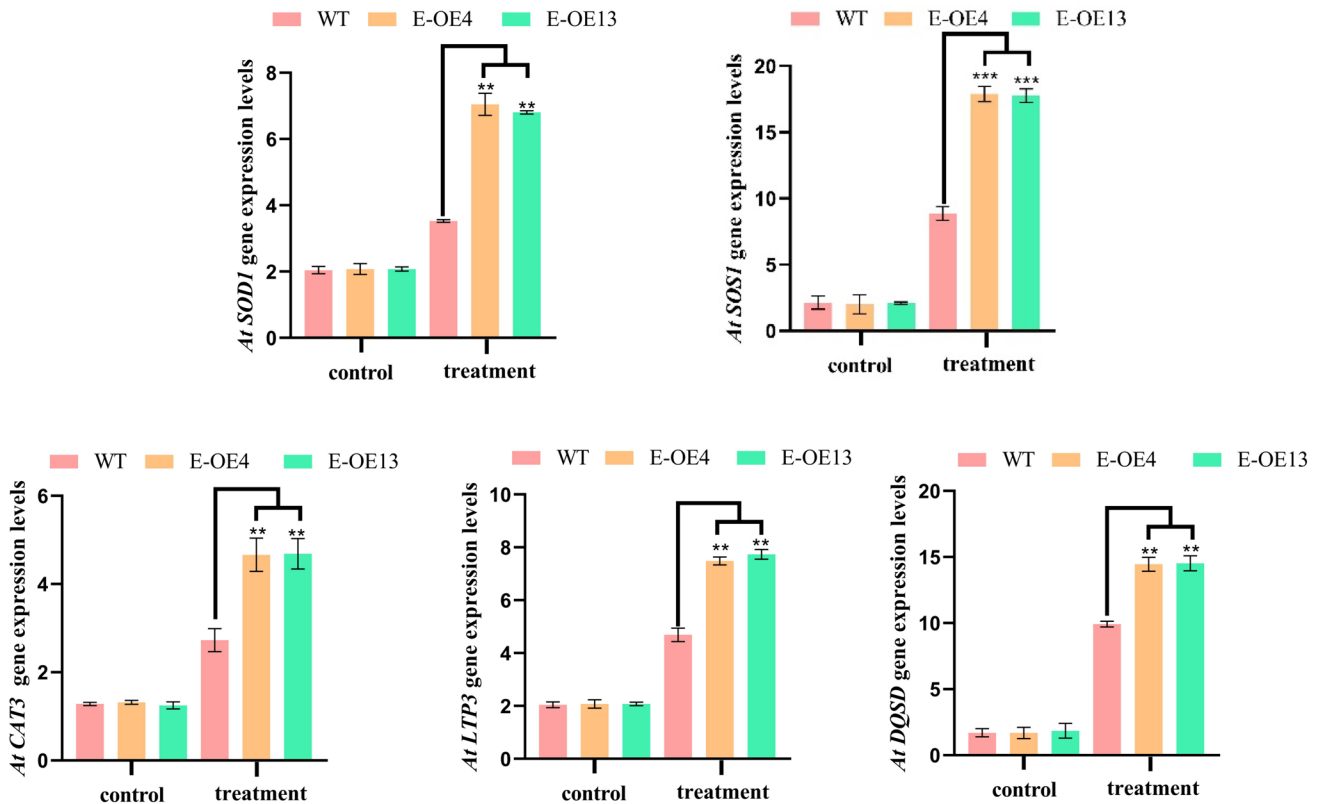 WT E-OE4 E-OE13
At SOD1 gene expression levels
8
6
4
2
0
** **
control treatment
WT E-OE4 E-OE13
At SOS1 gene expression levels
20
15
10
5
0
*** ***
control treatment
WT E-OE4 E-OE13
At CAT3 gene expression levels
6
4
2
0
** **
control treatment
WT E-OE4 E-OE13
At LTP3 gene expression levels
10
8
6
4
2
0
** **
control treatment
WT E-OE4 E-OE13
At DQSD gene expression levels
20
15
10
5
0
** **
control treatment